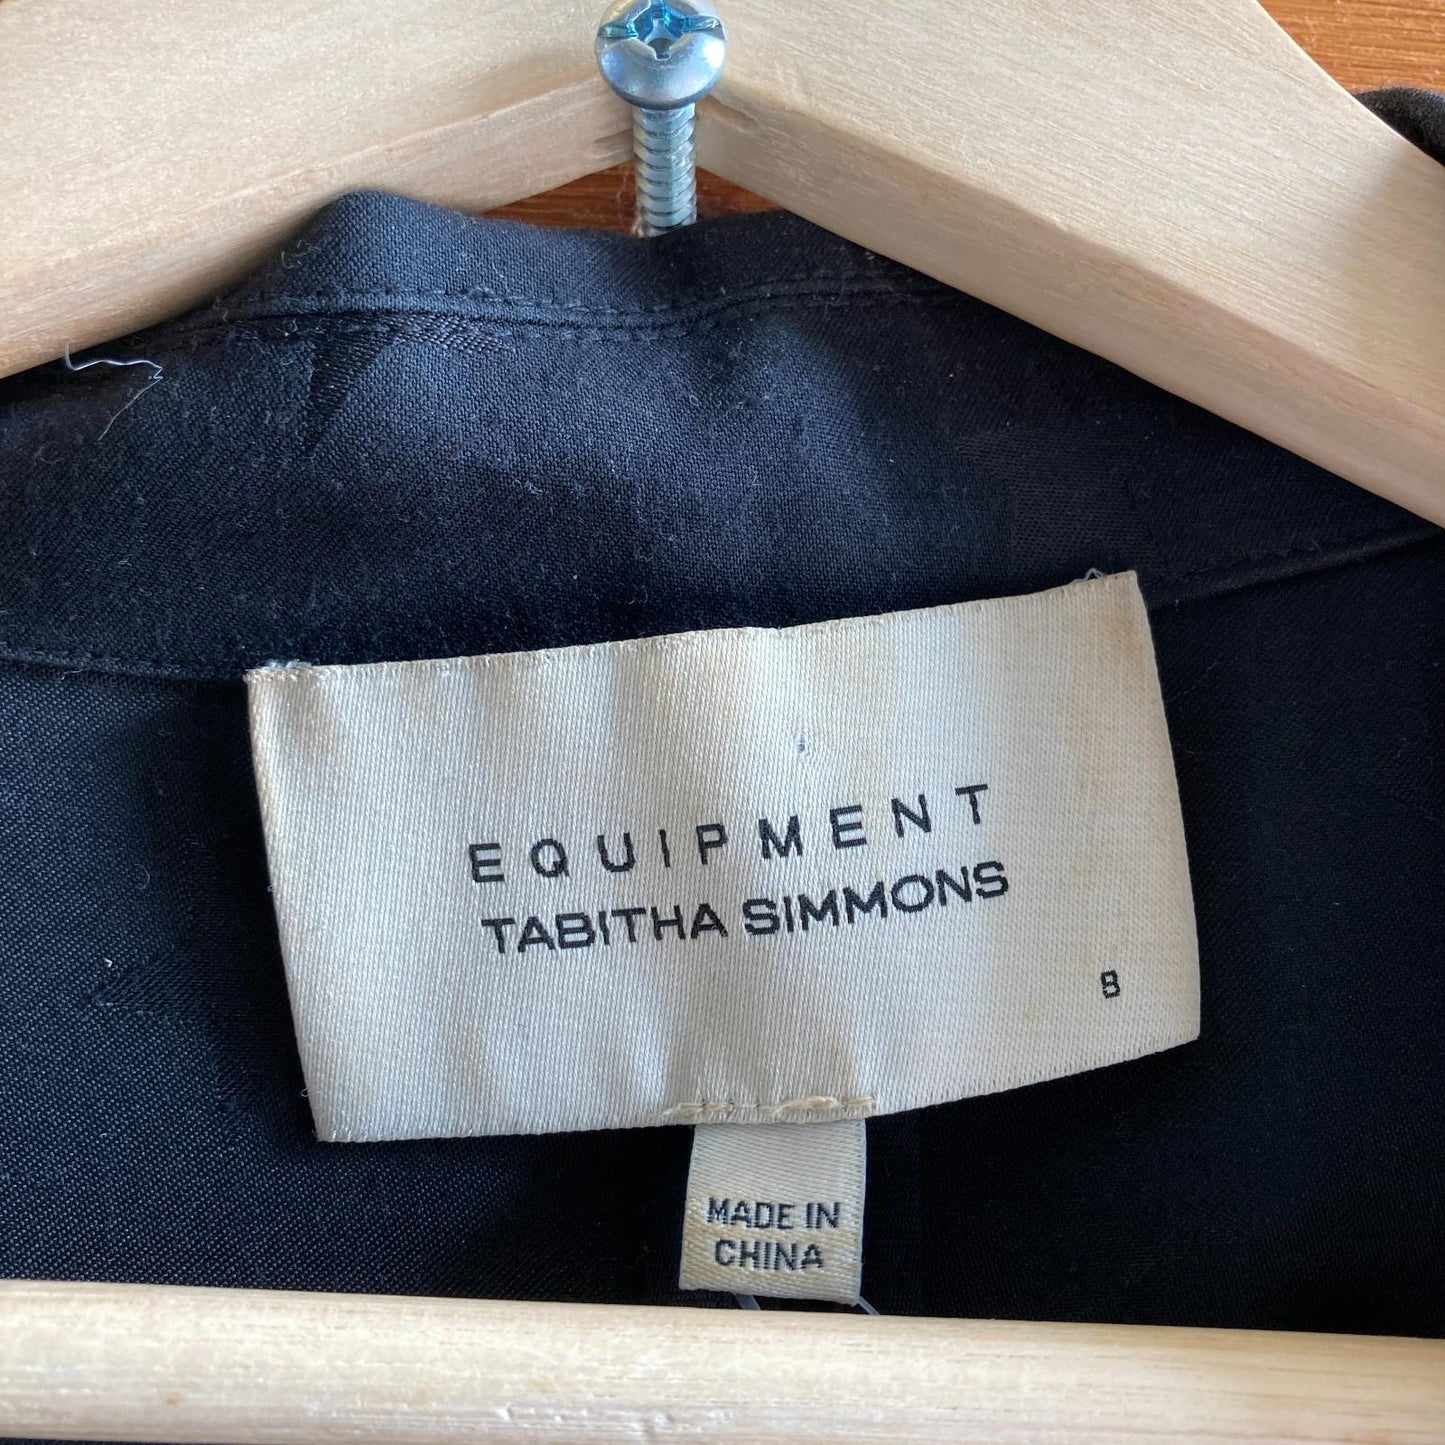 EQUIPMENT
TABITHA SIMMONS
8
MADE IN
CHINA